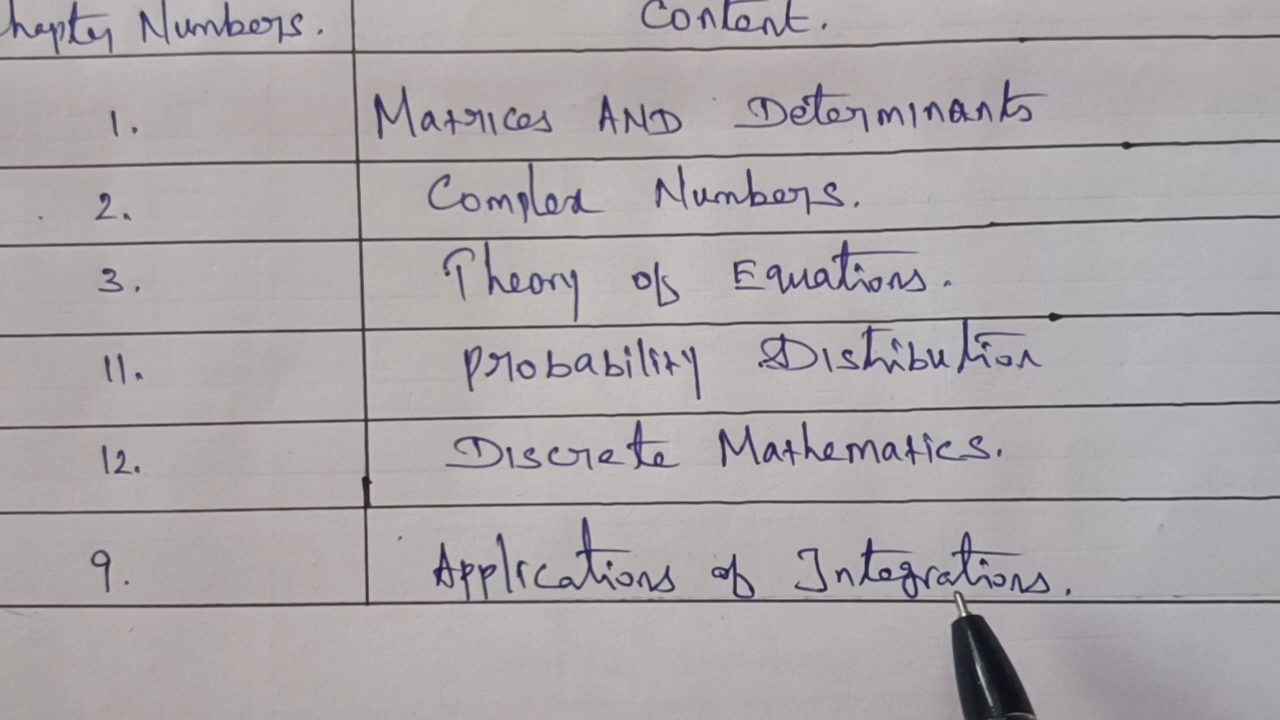 hapter Numbers. Content.
1. Matrices AND Determinants
2. Complex Numbers.
3. Theory of Equations.
11. Probability Distribution
12. Discrete Mathematics.
9. Applications of Integrations.